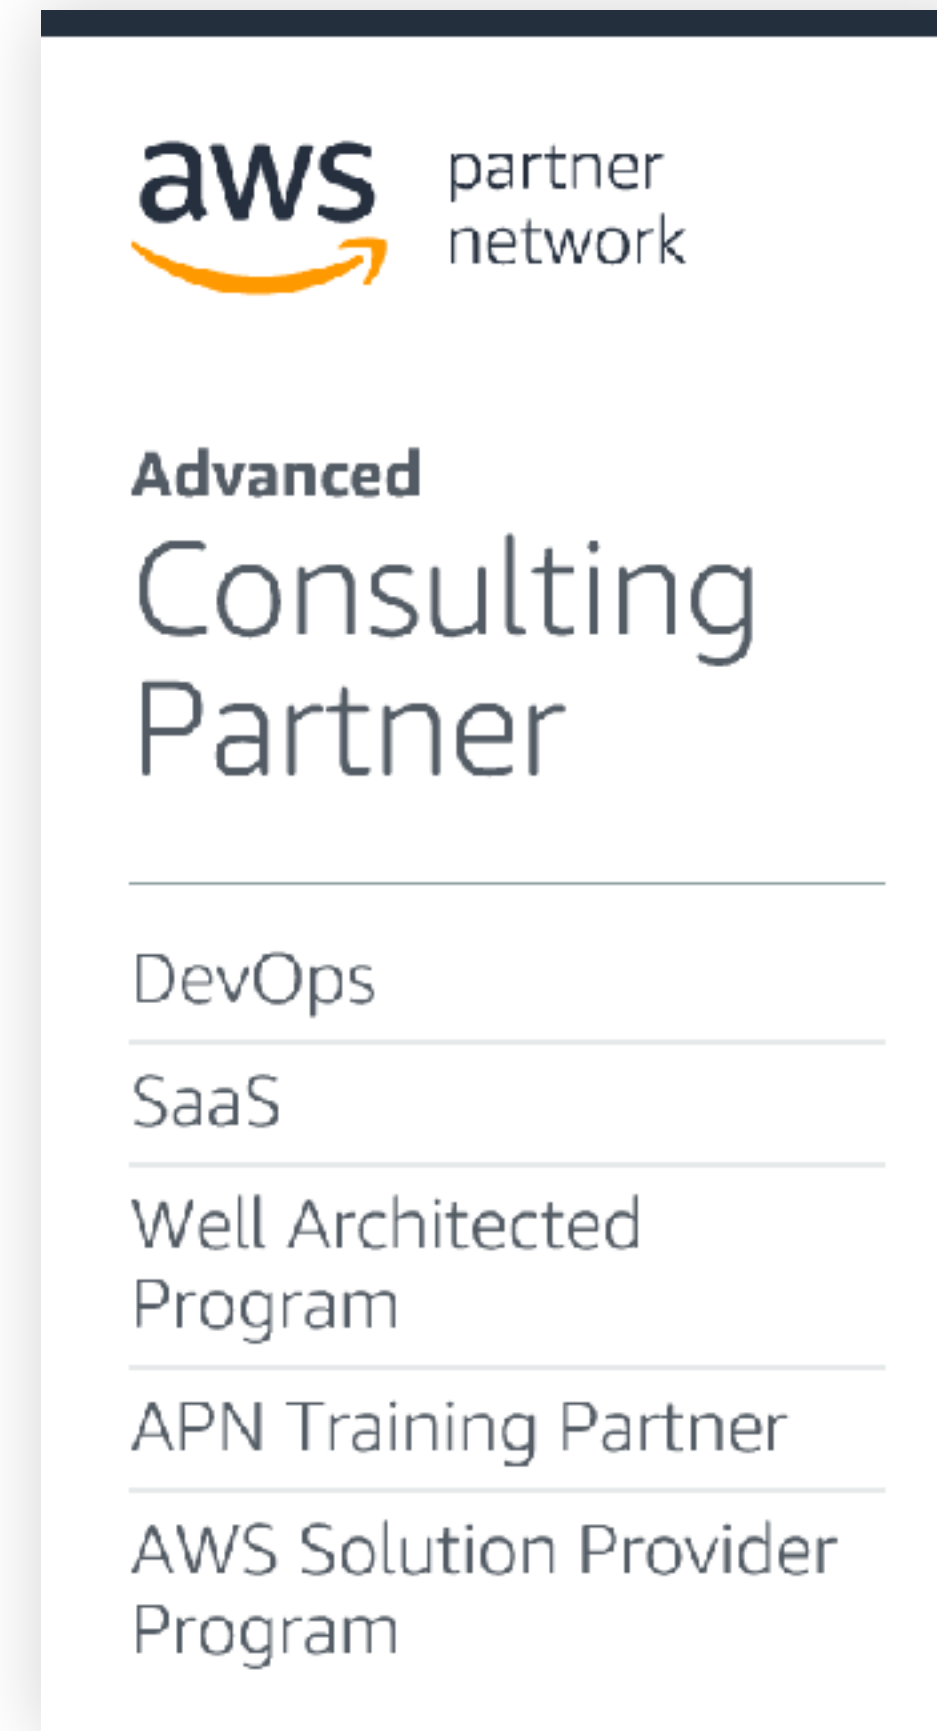 aws
partner
network
Advanced
Consulting
Partner
DevOps
SaaS
Well Architected
Program
APN Training Partner
AWS Solution Provider
Program